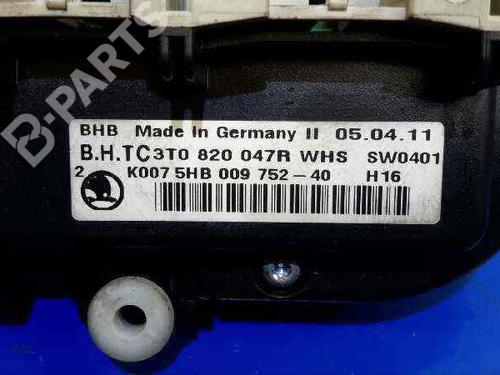 B-PARTS
BHB Made In Germany II 05.04.11
B.H.TC3T0 820 047R WHS SW0401
2 K007 5HB 009 752-40 H16